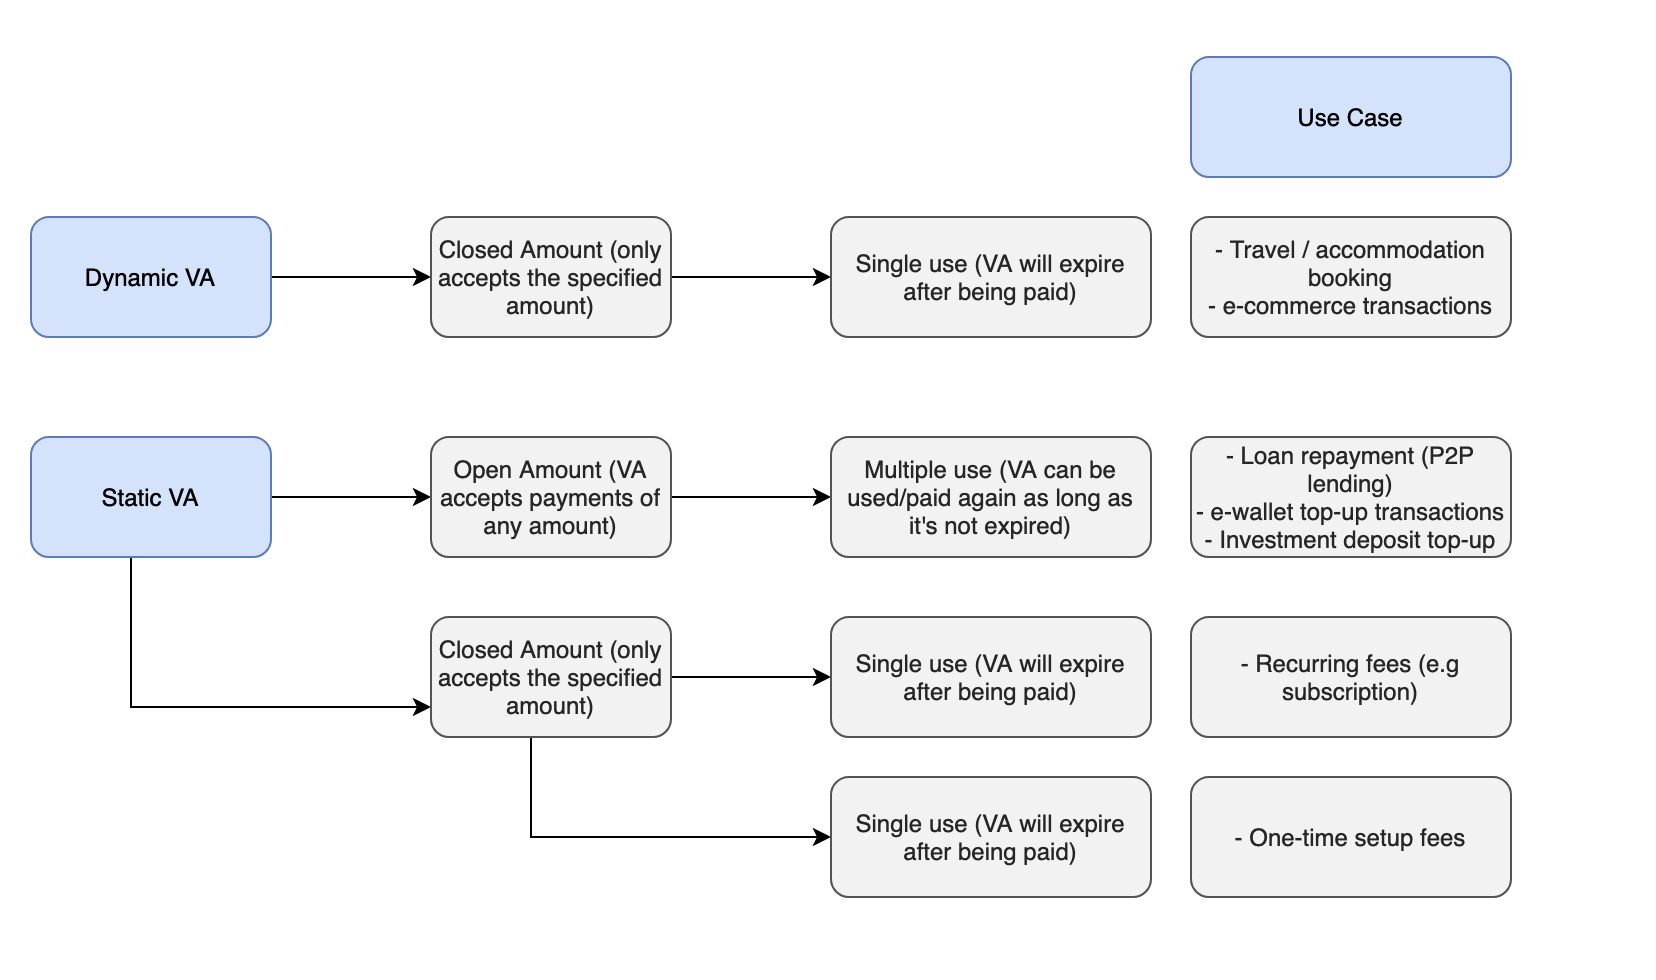 Use Case
Dynamic VA
Closed Amount (only
accepts the specified
amount)
Single use (VA will expire
after being paid)
- Travel / accommodation
booking
- e-commerce transactions
Static VA
Open Amount (VA
accepts payments of
any amount)
Multiple use (VA can be
used/paid again as long as
it's not expired)
- Loan repayment (P2P
lending)
- e-wallet top-up transactions
- Investment deposit top-up
Closed Amount (only
accepts the specified
amount)
Single use (VA will expire
after being paid)
- Recurring fees (e.g
subscription)
Single use (VA will expire
after being paid)
- One-time setup fees